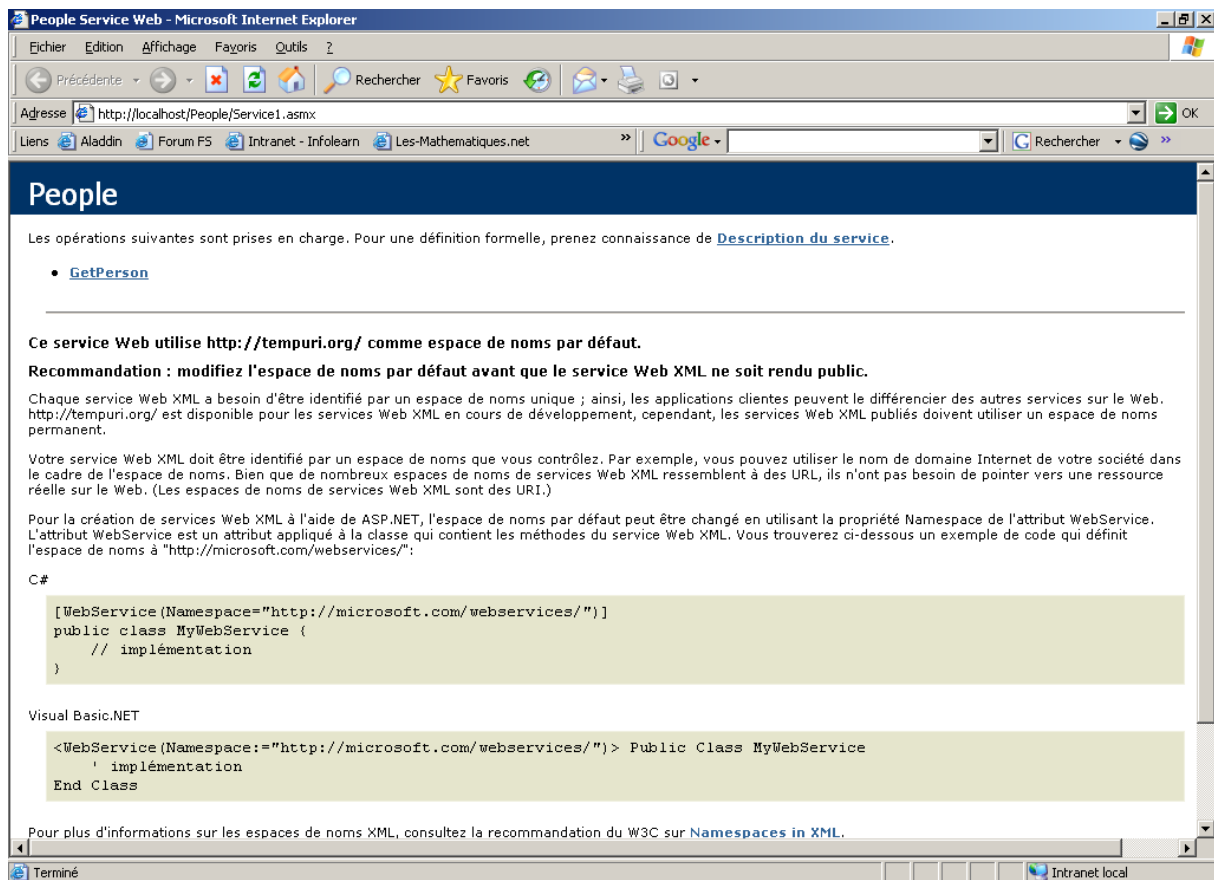 People Service Web - Microsoft Internet Explorer
Fichier Edition Affichage Favoris Outils ?
Précédente Rechercher Favoris
Adresse http://localhost/People/Service1.asmx OK
Liens Aladdin Forum FS Intranet - Infolearn Les-Mathematiques.net » Google Rechercher »
People
Les opérations suivantes sont prises en charge. Pour une définition formelle, prenez connaissance de Description du service.
• GetPerson
Ce service Web utilise http://tempuri.org/ comme espace de noms par défaut.
Recommandation : modifiez l'espace de noms par défaut avant que le service Web XML ne soit rendu public.
Chaque service Web XML a besoin d'être identifié par un espace de noms unique ; ainsi, les applications clientes peuvent le différencier des autres services sur le Web.
http://tempuri.org/ est disponible pour les services Web XML en cours de développement, cependant, les services Web XML publiés doivent utiliser un espace de noms
permanent.
Votre service Web XML doit être identifié par un espace de noms que vous contrôlez. Par exemple, vous pouvez utiliser le nom de domaine Internet de votre société dans
le cadre de l'espace de noms. Bien que de nombreux espaces de noms de services Web XML ressemblent à des URL, ils n'ont pas besoin de pointer vers une ressource
réelle sur le Web. (Les espaces de noms de services Web XML sont des URI.)
Pour la création de services Web XML à l'aide de ASP.NET, l'espace de noms par défaut peut être changé en utilisant la propriété Namespace de l'attribut WebService.
L'attribut WebService est un attribut appliqué à la classe qui contient les méthodes du service Web XML. Vous trouverez ci-dessous un exemple de code qui définit
l'espace de noms à "http://microsoft.com/webservices/":
C#
[WebService(Namespace="http://microsoft.com/webservices/")]
public class MyWebService {
// implémentation
}
Visual Basic.NET
<WebService(Namespace:="http://microsoft.com/webservices/")> Public Class MyWebService
' implémentation
End Class
Pour plus d'informations sur les espaces de noms XML, consultez la recommandation du W3C sur Namespaces in XML.
Terminé Intranet local